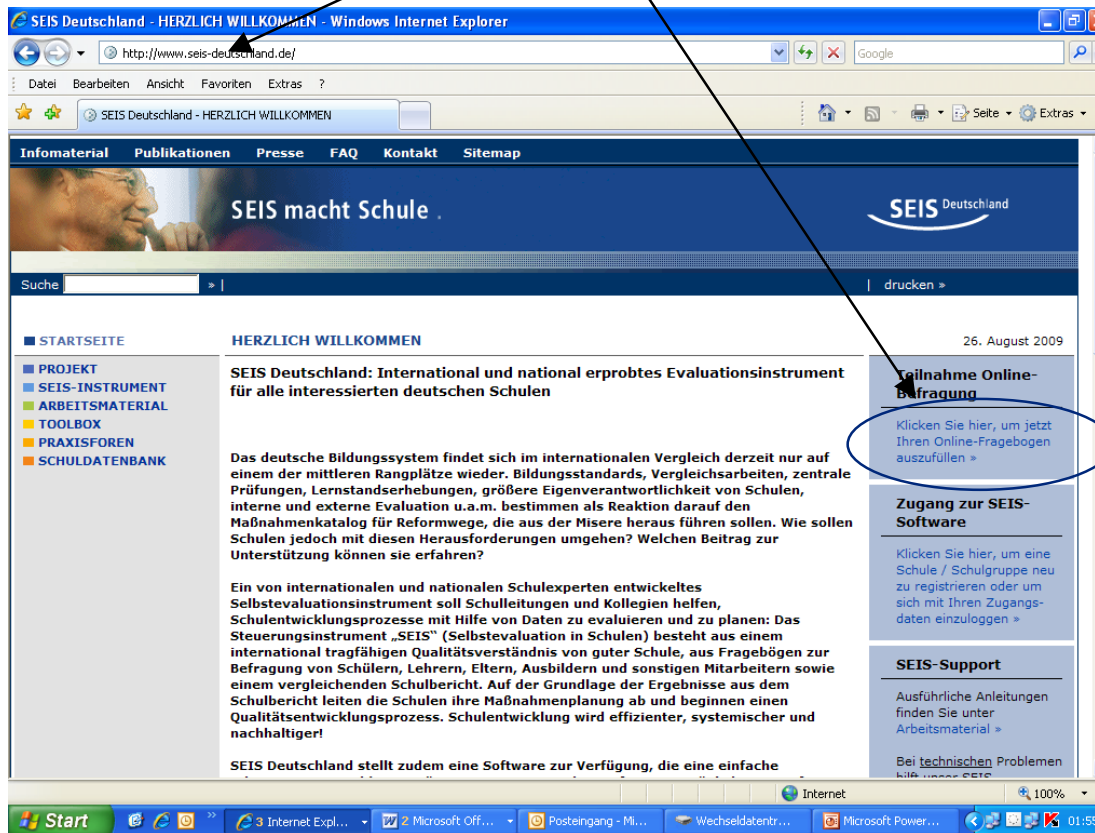 SEIS Deutschland - HERZLICH WILLKOMMEN - Windows Internet Explorer
http://www.seis-deutschland.de/
Google
Datei Bearbeiten Ansicht Favoriten Extras ?
SEIS Deutschland - HERZLICH WILLKOMMEN
Seite Extras
Infomaterial Publikationen Presse FAQ Kontakt Sitemap
SEIS macht Schule .
SEIS Deutschland
Suche » |
| drucken »
STARTSEITE
PROJEKT
SEIS-INSTRUMENT
ARBEITSMATERIAL
TOOLBOX
PRAXISFOREN
SCHULDATENBANK
HERZLICH WILLKOMMEN
SEIS Deutschland: International und national erprobtes Evaluationsinstrument
für alle interessierten deutschen Schulen
Das deutsche Bildungssystem findet sich im internationalen Vergleich derzeit nur auf
einem der mittleren Rangplätze wieder. Bildungsstandards, Vergleichsarbeiten, zentrale
Prüfungen, Lernstandserhebungen, größere Eigenverantwortlichkeit von Schulen,
interne und externe Evaluation u.a.m. bestimmen als Reaktion darauf den
Maßnahmenkatalog für Reformwege, die aus der Misere heraus führen sollen. Wie sollen
Schulen jedoch mit diesen Herausforderungen umgehen? Welchen Beitrag zur
Unterstützung können sie erfahren?
Ein von internationalen und nationalen Schulexperten entwickeltes
Selbstevaluationsinstrument soll Schulleitungen und Kollegien helfen,
Schulentwicklungsprozesse mit Hilfe von Daten zu evaluieren und zu planen: Das
Steuerungsinstrument „SEIS“ (Selbstevaluation in Schulen) besteht aus einem
international tragfähigen Qualitätsverständnis von guter Schule, aus Fragebögen zur
Befragung von Schülern, Lehrern, Eltern, Ausbildern und sonstigen Mitarbeitern sowie
einem vergleichenden Schulbericht. Auf der Grundlage der Ergebnisse aus dem
Schulbericht leiten die Schulen ihre Maßnahmenplanung ab und beginnen einen
Qualitätsentwicklungsprozess. Schulentwicklung wird effizienter, systemischer und
nachhaltiger!
SEIS Deutschland stellt zudem eine Software zur Verfügung, die eine einfache
26. August 2009
Teilnahme Online-
Befragung
Klicken Sie hier, um jetzt
Ihren Online-Fragebogen
auszufüllen »
Zugang zur SEIS-
Software
Klicken Sie hier, um eine
Schule / Schulgruppe neu
zu registrieren oder um
sich mit Ihren Zugangs-
daten einzuloggen »
SEIS-Support
Ausführliche Anleitungen
finden Sie unter
Arbeitsmaterial »
Bei technischen Problemen
hilft unser SEIS
Internet
100%
Start » 3 Internet Expl... 2 Microsoft Off... Posteingang - Mi... Wechseldatentr... Microsoft Power... 01:55